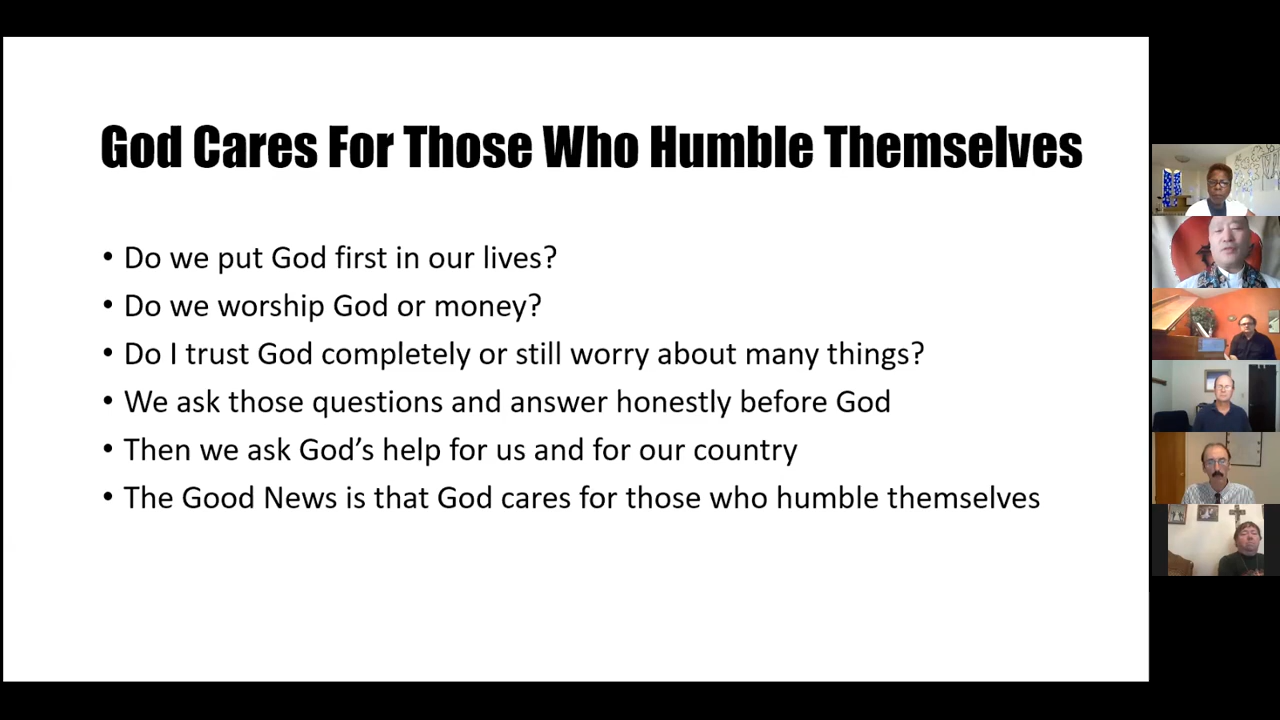 God Cares For Those Who Humble Themselves
• Do we put God first in our lives?
• Do we worship God or money?
• Do I trust God completely or still worry about many things?
• We ask those questions and answer honestly before God
• Then we ask God’s help for us and for our country
• The Good News is that God cares for those who humble themselves